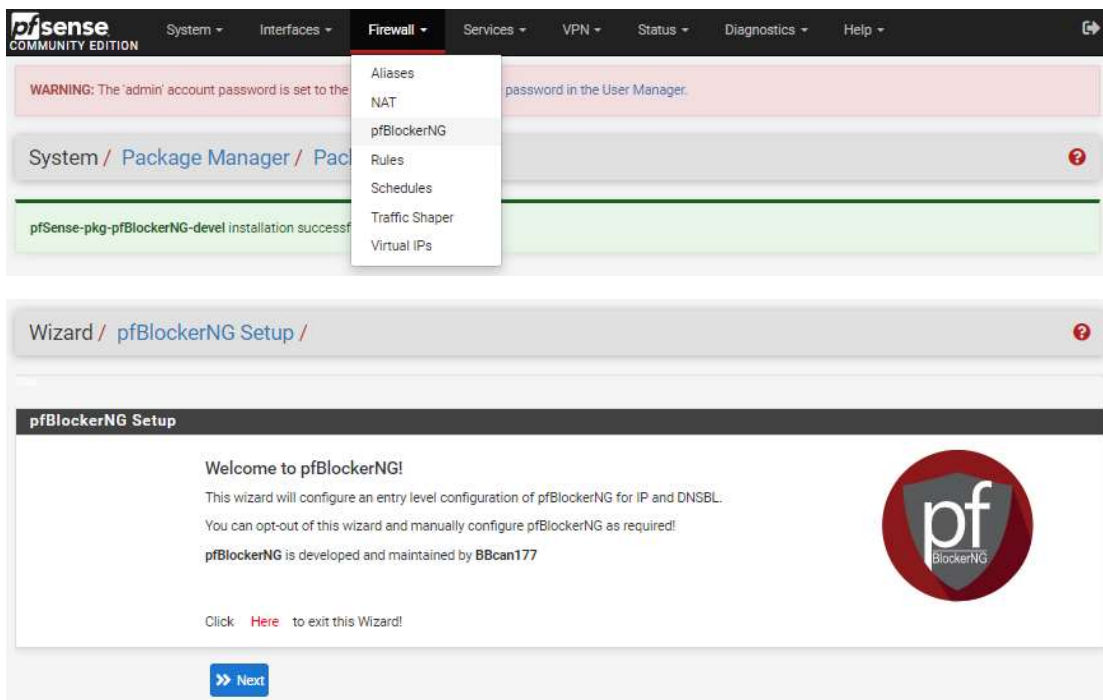 pfsense
COMMUNITY EDITION
System
Interfaces
Firewall
Services
VPN
Status
Diagnostics
Help
WARNING: The 'admin' account password is set to the
password in the User Manager.
Aliases
NAT
pfBlockerNG
Rules
Schedules
Traffic Shaper
Virtual IPs
System / Package Manager / Pac
pfSense-pkg-pfBlockerNG-devel installation successf
Wizard / pfBlockerNG Setup /
pfBlockerNG Setup
Welcome to pfBlockerNG!
This wizard will configure an entry level configuration of pfBlockerNG for IP and DNSBL.
You can opt-out of this wizard and manually configure pfBlockerNG as required!
pfBlockerNG is developed and maintained by BBcan177
pf
BlockerNG
Click Here to exit this Wizard!
Next